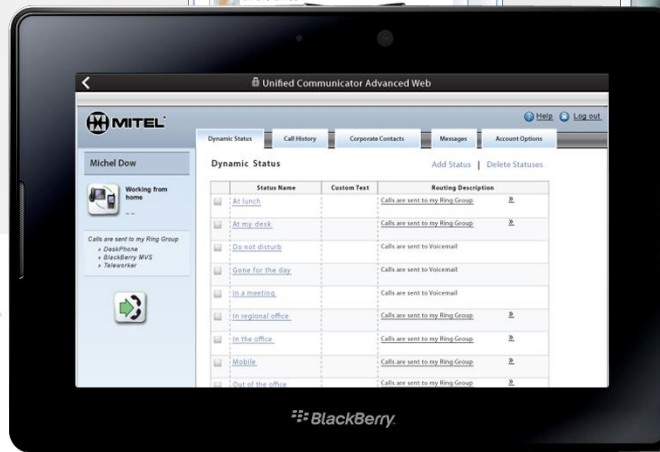 Unified Communicator Advanced Web
MITEL
Help Log out
Dynamic Status Call History Corporate Contacts Messages Account Options
Michel Dow
Working from
home
--
Calls are sent to my Ring Group
DeskPhone
BlackBerry MVS
Teleworker
Dynamic Status
Add Status | Delete Statuses
Status Name Custom Text Routing Description
At lunch Calls are sent to my Ring Group »
At my desk Calls are sent to my Ring Group »
Do not disturb Calls are sent to Voicemail
Gone for the day Calls are sent to Voicemail
In a meeting Calls are sent to Voicemail
In regional office Calls are sent to my Ring Group »
In the office Calls are sent to my Ring Group »
Mobile Calls are sent to my Ring Group »
Out of the office Calls are sent to my Ring Group »
BlackBerry.